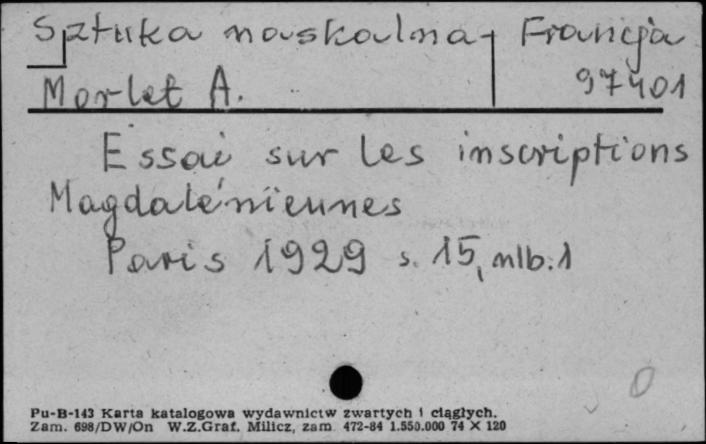 Sztuka naskalna Francja
Morlet A. 97401
Essai sur les inscriptions
Magdaléniennes
Paris 1929 s. 15, nlb. 1
0
Pu-B-143 Karta katalogowa wydawnictw zwartych i ciągłych.
Zam. 698/DW/On W.Z.Graf. Milicz, zam. 472-84 1.550.000 74 X 120